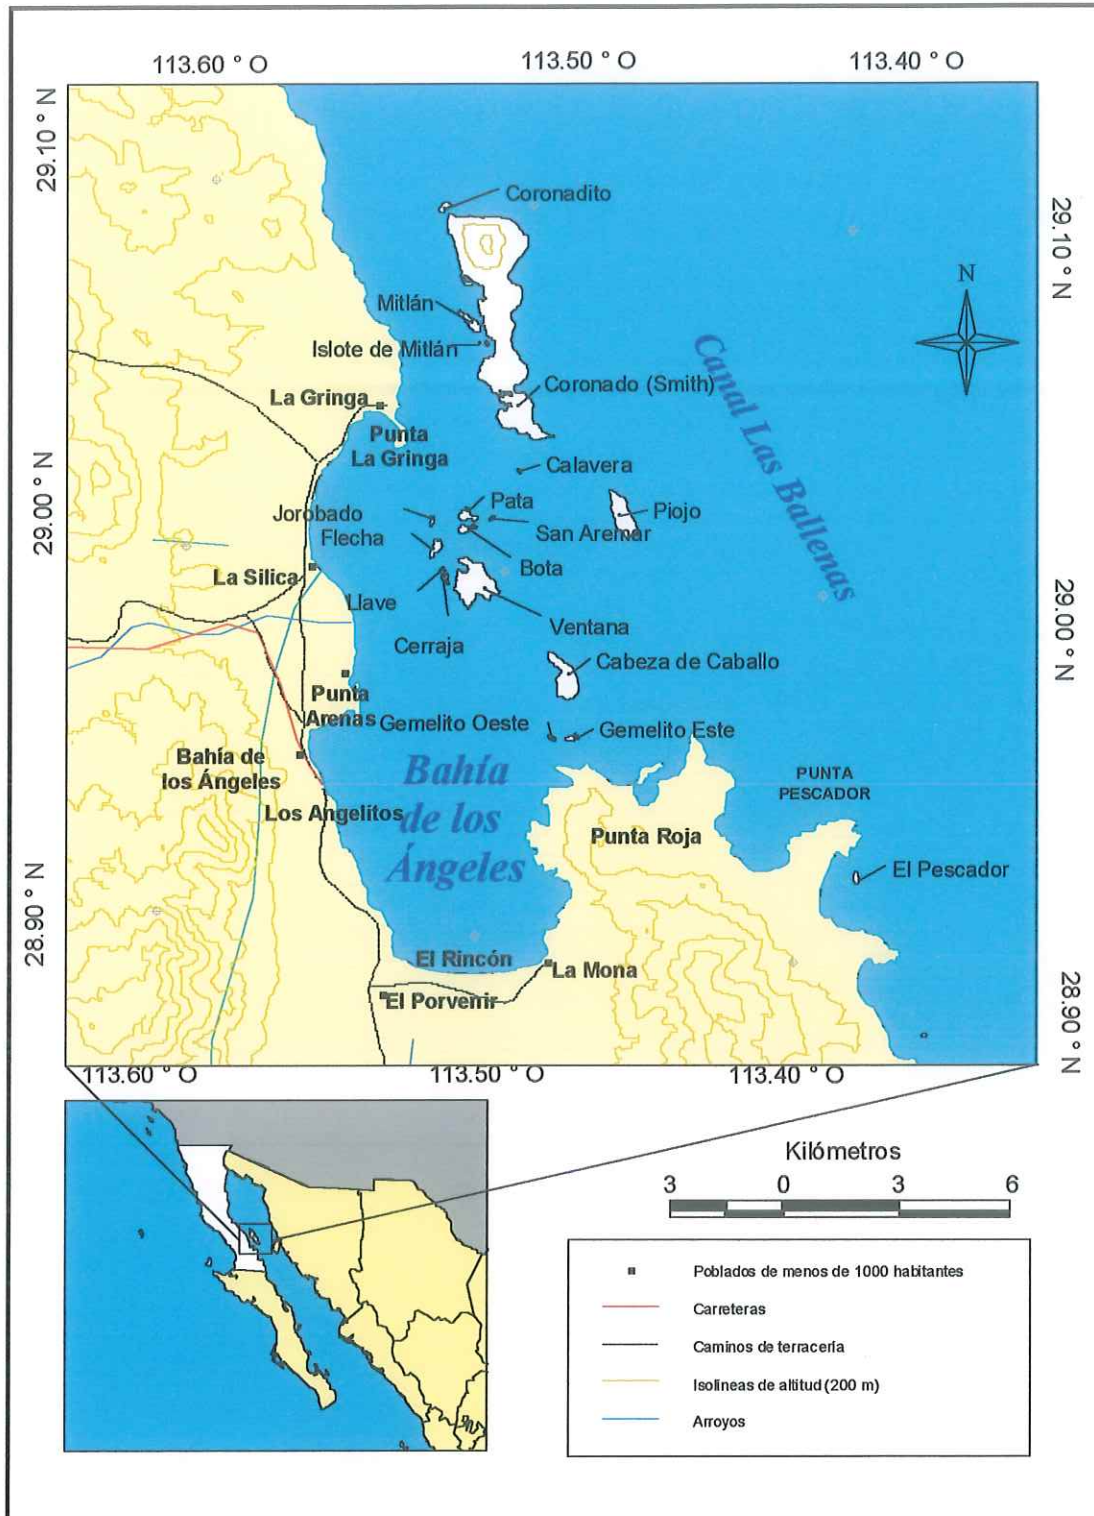 113.60 ° O
113.50 ° O
113.40 ° O
29.10 ° N
29.00 ° N
28.90 ° N
29.10 ° N
29.00 ° N
28.90 ° N
Coronadito
N
Mitlán
Islote de Mitlán
Canal Las Ballenas
Coronado (Smith)
La Gringa
Punta
La Gringa
Calavera
Pata
Piojo
Jorobado
San Aremar
Flecha
Bota
La Silica
Llave
Ventana
Cerraja
Cabeza de Caballo
Punta
Arenas
Gemelito Oeste
Gemelito Este
Bahía de
los Ángeles
Bahía
de los
Ángeles
PUNTA
PESCADOR
Los Angelitos
Punta Roja
El Pescador
El Rincón
La Mona
El Porvenir
113.60 ° O
113.50 ° O
113.40 ° O
Kilómetros
3 0 3 6
Poblados de menos de 1000 habitantes
Carreteras
Caminos de terracería
Isolineas de altitud (200 m)
Arroyos